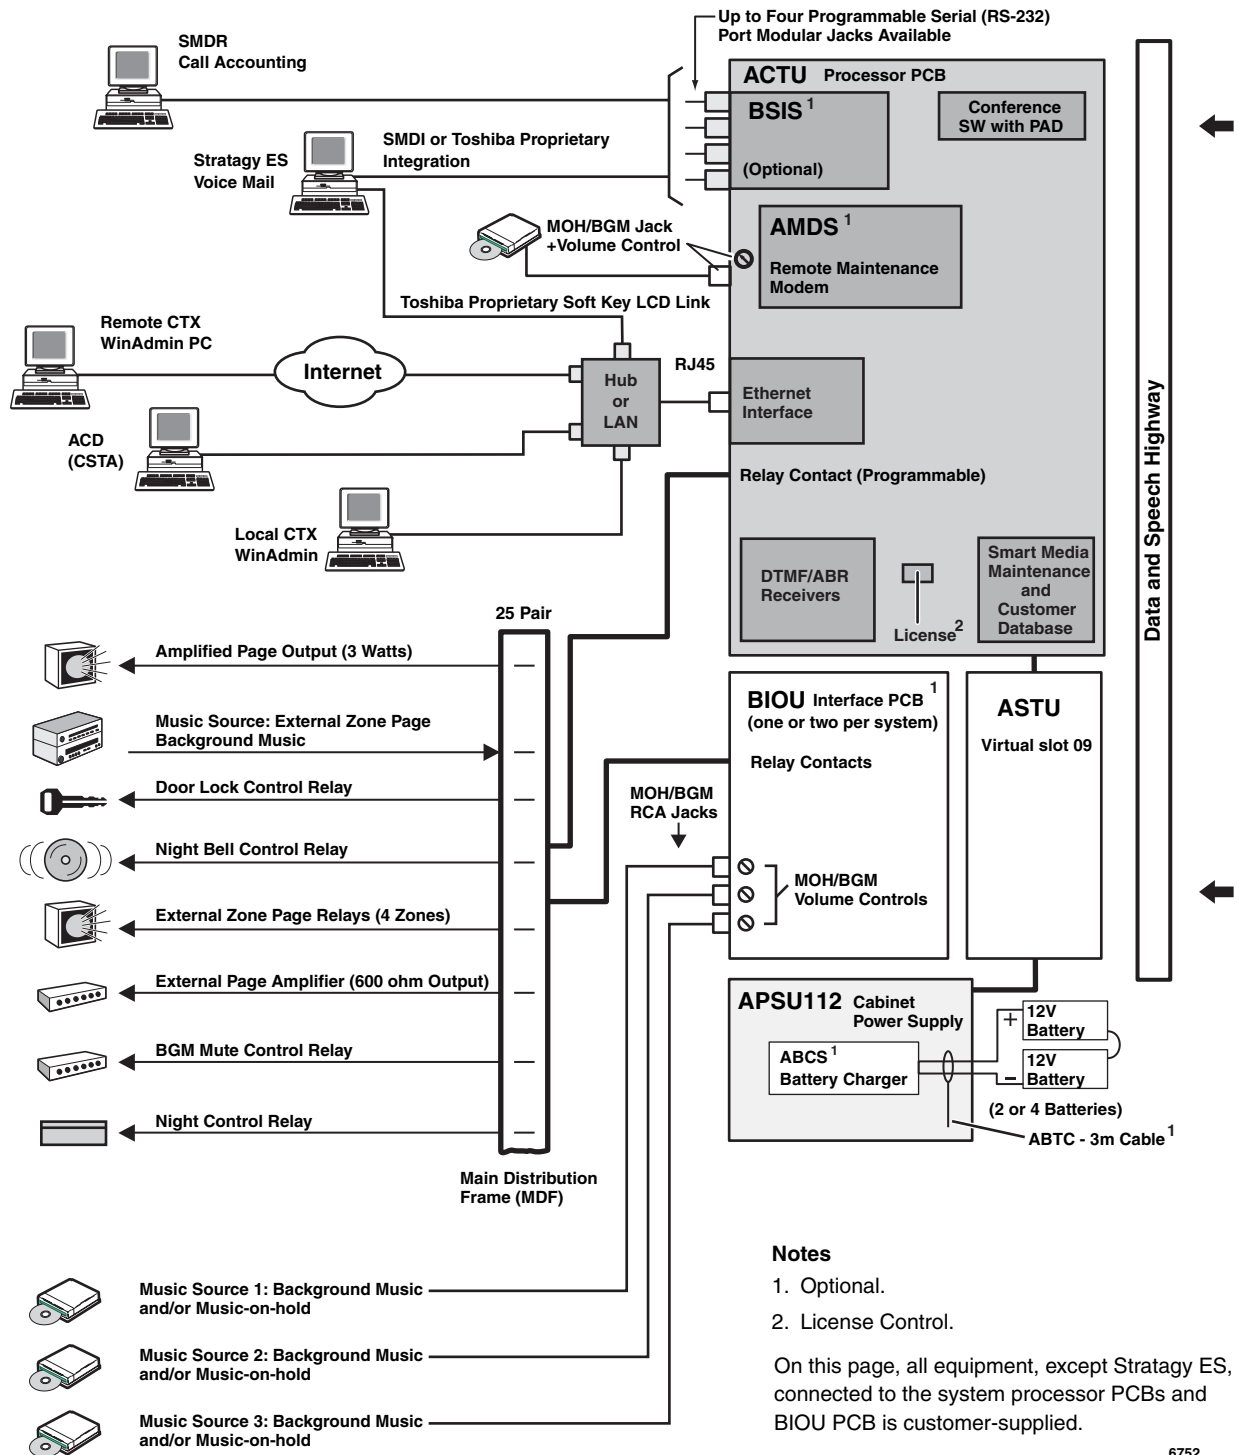 Up to Four Programmable Serial (RS-232)
Port Modular Jacks Available
SMDR
Call Accounting
ACTU Processor PCB
BSIS 1
(Optional)
Conference
SW with PAD
SMDI or Toshiba Proprietary
Integration
Stratagy ES
Voice Mail
MOH/BGM Jack
+Volume Control
AMDS 1
Remote Maintenance
Modem
Toshiba Proprietary Soft Key LCD Link
Remote CTX
WinAdmin PC
Internet
Hub
or
LAN
RJ45
Ethernet
Interface
ACD
(CSTA)
Relay Contact (Programmable)
Local CTX
WinAdmin
DTMF/ABR
Receivers
License2
Smart Media
Maintenance
and
Customer
Database
Data and Speech Highway
25 Pair
Amplified Page Output (3 Watts)
Music Source: External Zone Page
Background Music
Door Lock Control Relay
Night Bell Control Relay
External Zone Page Relays (4 Zones)
External Page Amplifier (600 ohm Output)
BGM Mute Control Relay
Night Control Relay
Main Distribution
Frame (MDF)
BIOU Interface PCB 1
(one or two per system)
Relay Contacts
MOH/BGM
RCA Jacks
MOH/BGM
Volume Controls
ASTU
Virtual slot 09
APSU112 Cabinet
Power Supply
ABCS1
Battery Charger
+
12V
Battery
–
12V
Battery
(2 or 4 Batteries)
ABTC - 3m Cable1
Music Source 1: Background Music
and/or Music-on-hold
Music Source 2: Background Music
and/or Music-on-hold
Music Source 3: Background Music
and/or Music-on-hold
Notes
1. Optional.
2. License Control.
On this page, all equipment, except Stratagy ES,
connected to the system processor PCBs and
BIOU PCB is customer-supplied.
6752